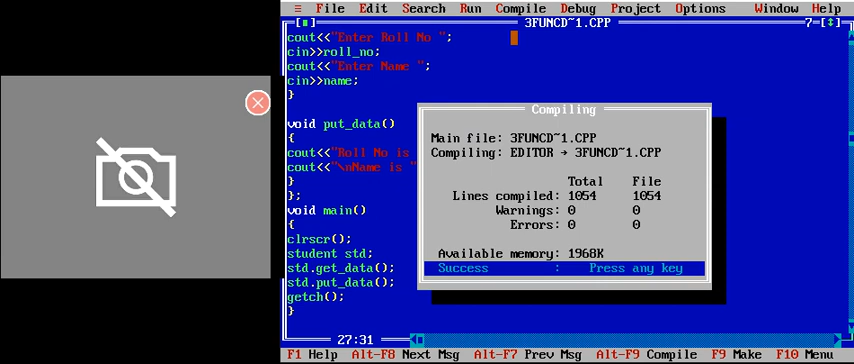 ≡ File Edit Search Run Compile Debug Project Options Window Help
[■] 3FUNCD~1.CPP 7=[↕]
cout<<"Enter Roll No ";
cin>>roll_no;
cout<<"Enter Name ";
cin>>name;
}
void put_data()
{
cout<<"Roll No is
cout<<"\nName is "
}
};
void main()
{
clrscr();
student std;
std.get_data();
std.put_data();
getch();
}
Compiling
Main file: 3FUNCD~1.CPP
Compiling: EDITOR → 3FUNCD~1.CPP
Total File
Lines compiled: 1054 1054
Warnings: 0 0
Errors: 0 0
Available memory: 1968K
Success : Press any key
27:31
F1 Help Alt-F8 Next Msg Alt-F7 Prev Msg Alt-F9 Compile F9 Make F10 Menu